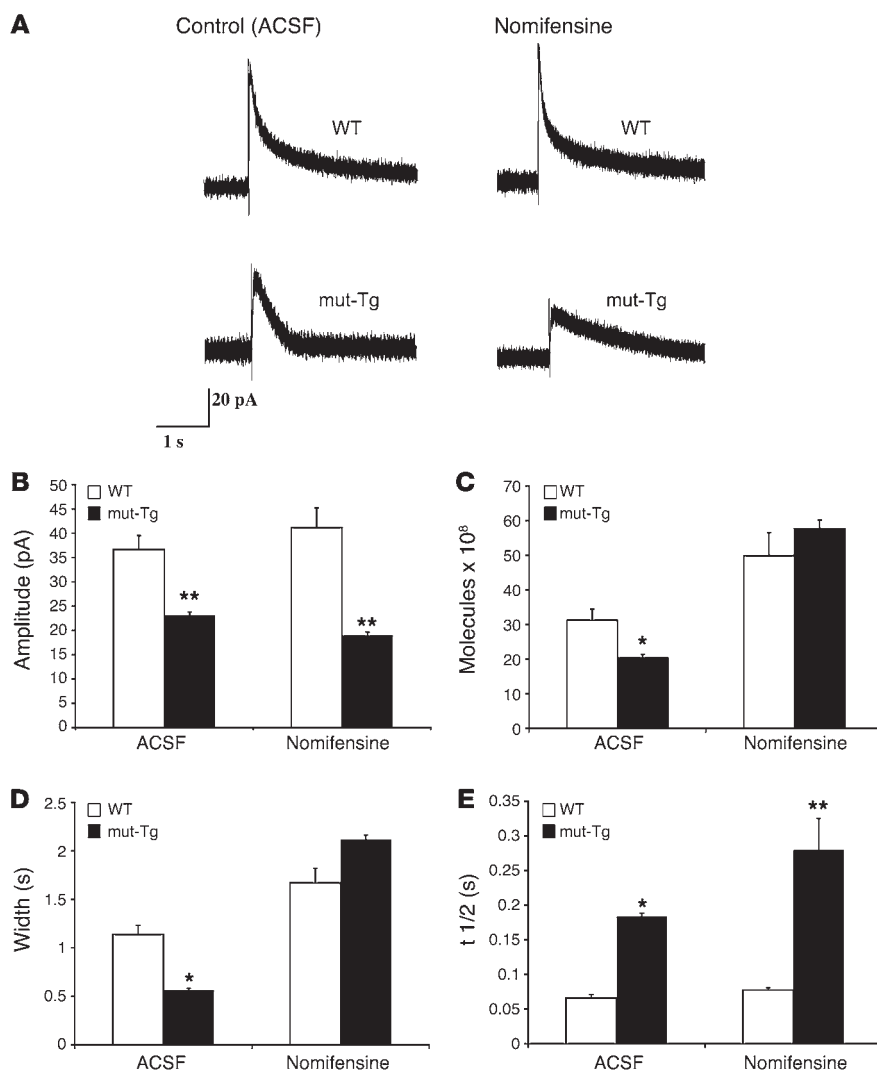 A
Control (ACSF)
Nomifensine
WT
WT
mut-Tg
mut-Tg
20 pA
1 s
B
50
45
40
35
30
25
20
15
10
5
0
Amplitude (pA)
WT
mut-Tg
**
**
ACSF
Nomifensine
C
70
60
50
40
30
20
10
0
Molecules x 10⁸
WT
mut-Tg
*
ACSF
Nomifensine
D
2.5
2
1.5
1
0.5
0
Width (s)
WT
mut-Tg
*
ACSF
Nomifensine
E
0.35
0.3
0.25
0.2
0.15
0.1
0.05
0
t 1/2 (s)
WT
mut-Tg
*
**
ACSF
Nomifensine